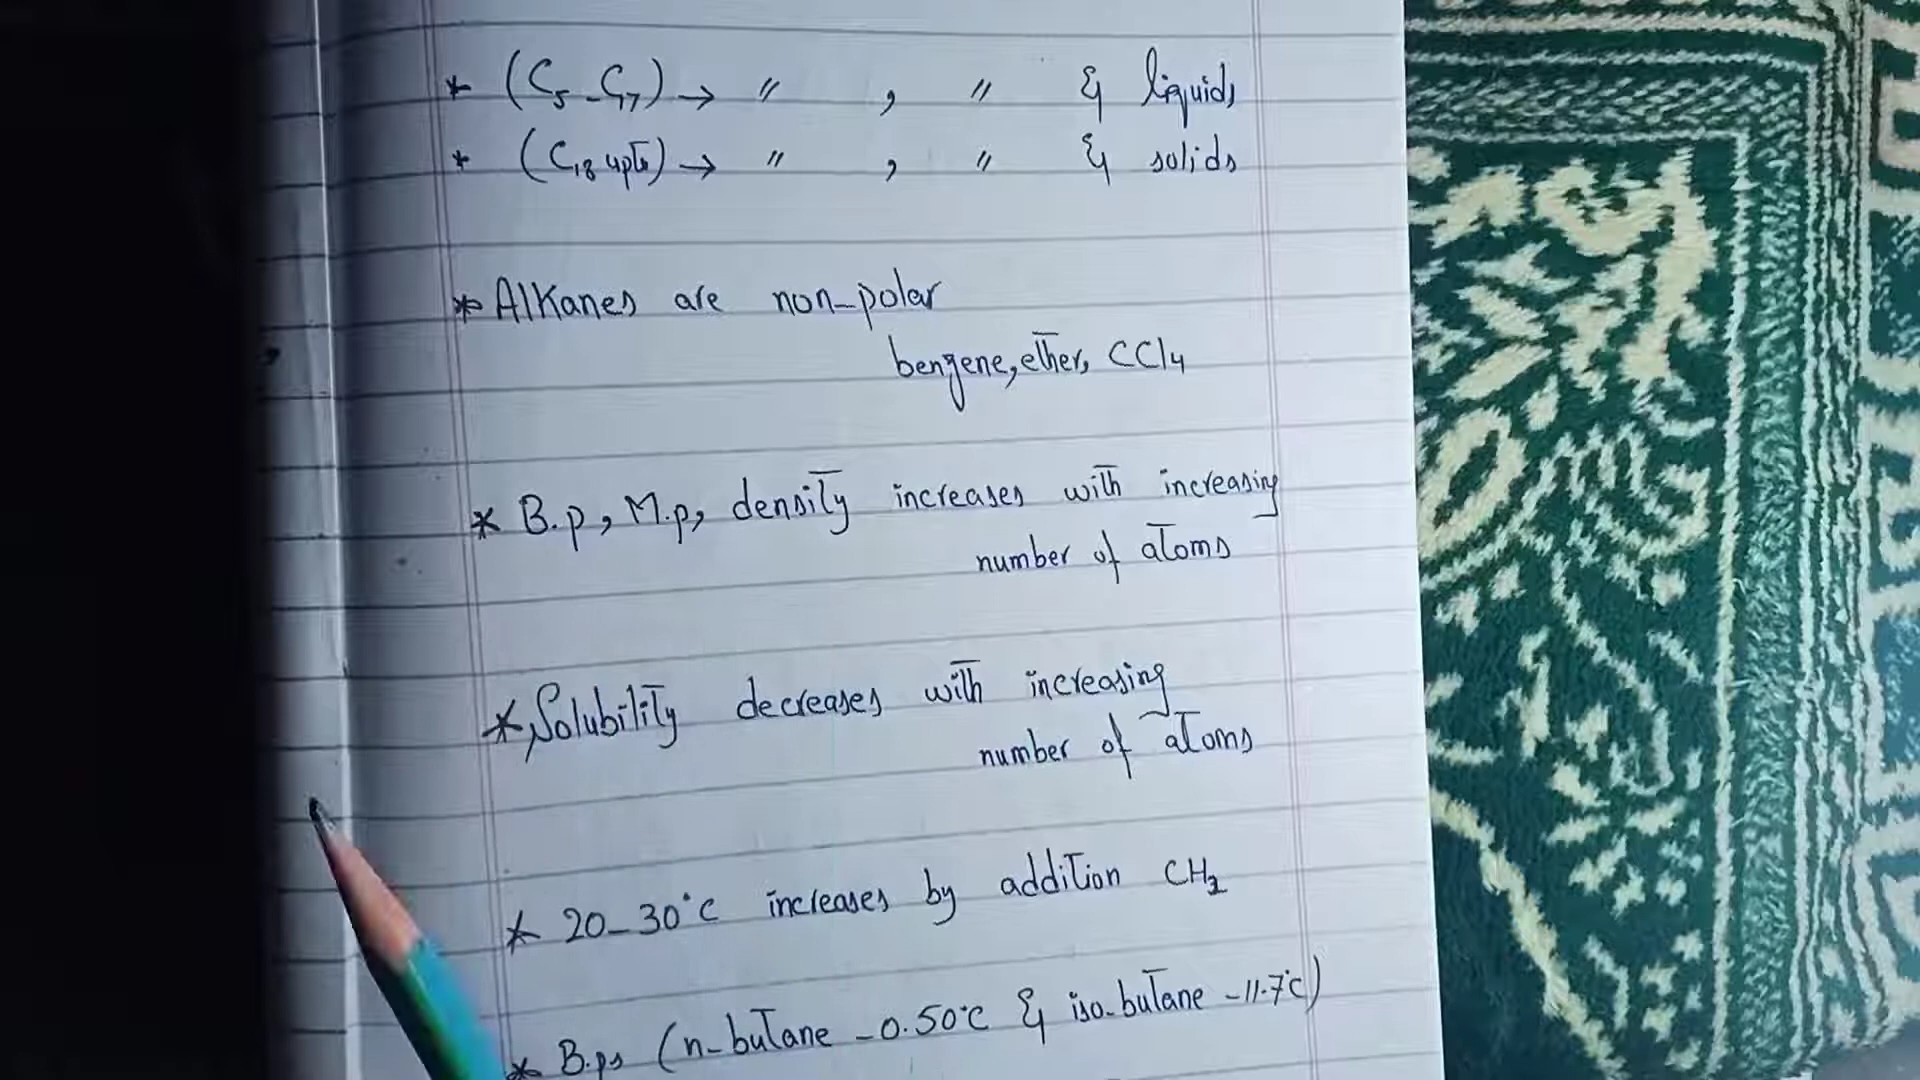 * (C5-C17) → " , " & liquids
* (C18 upto) → " , " & solids
* Alkanes are non-polar
benzene, ether, CCl4
* B.p, M.p, density increases with increasing
number of atoms
* Solubility decreases with increasing
number of atoms
* 20-30°C increases by addition CH2
* B.ps (n-butane -0.50°C & iso-butane -11.7°C)